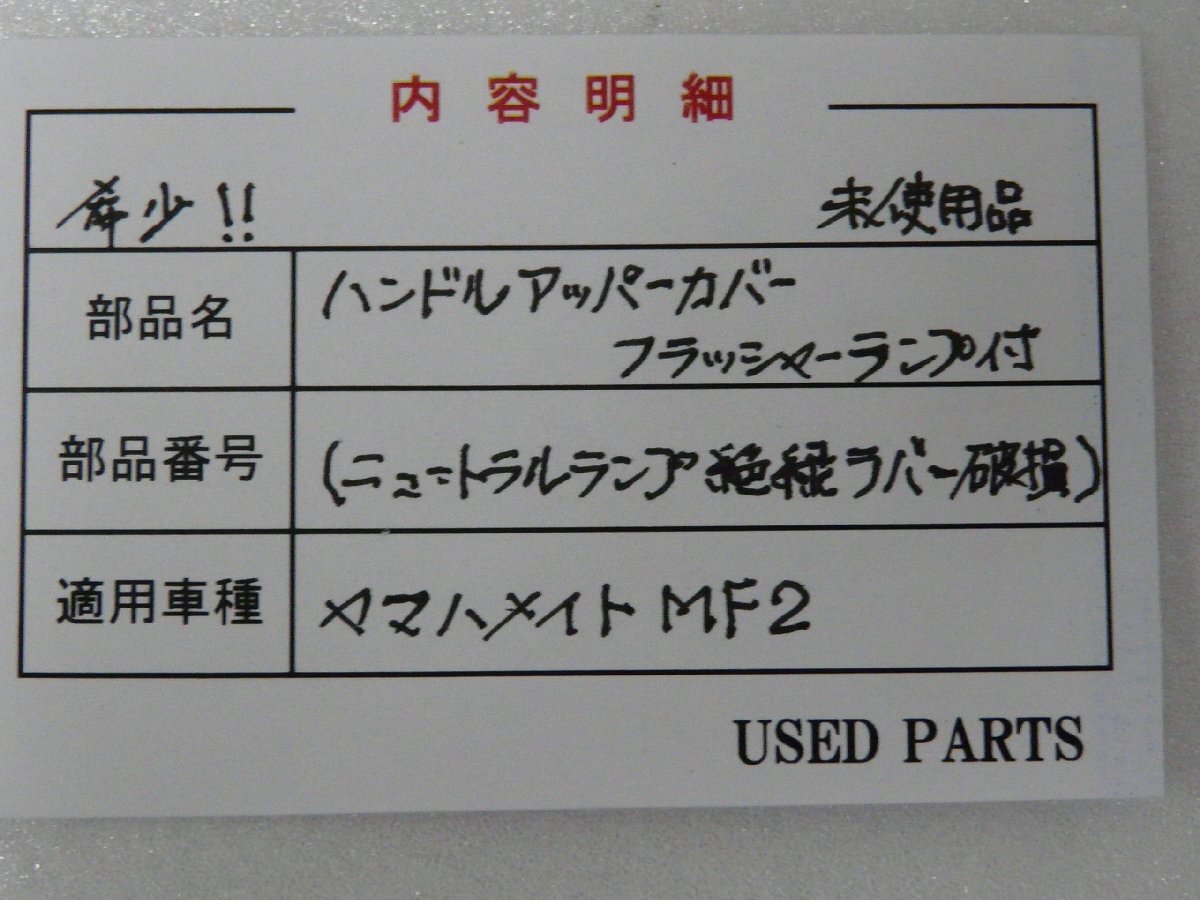 内容明細
希少!! 未使用品
部品名 ハンドルアッパーカバー
フラッシャーランプ付
部品番号 (ニュートラルランプ絶縁ラバー破損)
適用車種 ヤマハメイト MF2
USED PARTS